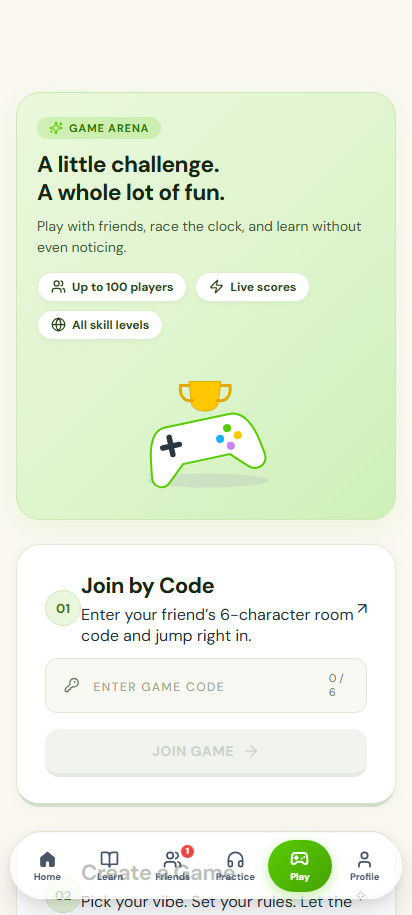 GAME ARENA
A little challenge.
A whole lot of fun.
Play with friends, race the clock, and learn without
even noticing.
Up to 100 players
Live scores
All skill levels
01
Join by Code
Enter your friend’s 6-character room
code and jump right in.
ENTER GAME CODE
0 /
6
JOIN GAME
02
Create a Game
Pick your vibe. Set your rules. Let the
1
Home
Learn
Friends
Practice
Play
Profile